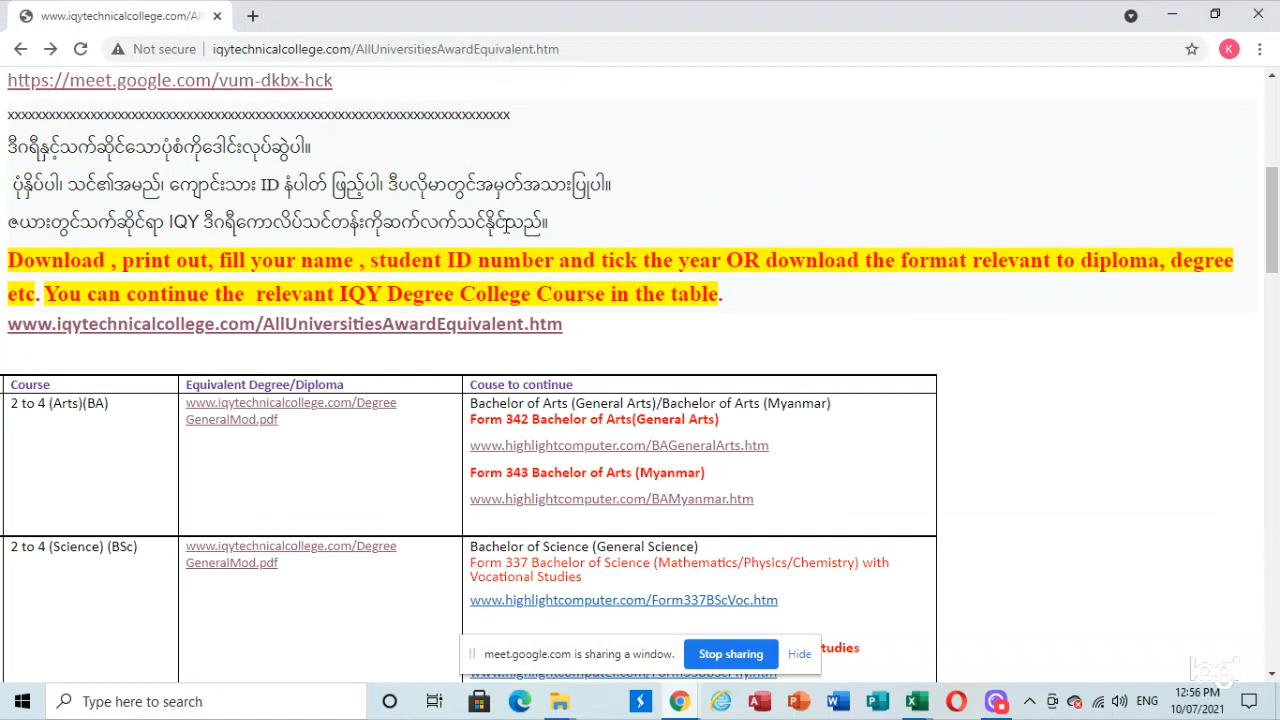 www.iqytechnicalcollege.com/All
Not secure iqytechnicalcollege.com/AllUniversitiesAwardEquivalent.htm
K
https://meet.google.com/vum-dkbx-hck
ဒီဂရီနှင့်သက်ဆိုင်သောပုံစံကိုဒေါင်းလုပ်ဆွဲပါ။
ပုံနှိပ်ပါ၊ သင်၏အမည်၊ ကျောင်းသား ID နံပါတ် ဖြည့်ပါ၊ ဒီပလိုမာတွင်အမှတ်အသားပြုပါ။
ဇယားတွင်သက်ဆိုင်ရာ IQY ဒီဂရီကောလိပ်သင်တန်းကိုဆက်လက်သင်နိုင်သည်။
Download , print out, fill your name , student ID number and tick the year OR download the format relevant to diploma, degree
etc. You can continue the relevant IQY Degree College Course in the table.
www.iqytechnicalcollege.com/AllUniversitiesAwardEquivalent.htm
Course Equivalent Degree/Diploma Couse to continue
2 to 4 (Arts)(BA) www.iqytechnicalcollege.com/Degree Bachelor of Arts (General Arts)/Bachelor of Arts (Myanmar)
GeneralMod.pdf Form 342 Bachelor of Arts(General Arts)
www.highlightcomputer.com/BAGeneralArts.htm
Form 343 Bachelor of Arts (Myanmar)
www.highlightcomputer.com/BAMyanmar.htm
2 to 4 (Science) (BSc) www.iqytechnicalcollege.com/Degree Bachelor of Science (General Science)
GeneralMod.pdf Form 337 Bachelor of Science (Mathematics/Physics/Chemistry) with
Vocational Studies
www.highlightcomputer.com/Form337BScVoc.htm
meet.google.com is sharing a window. Stop sharing Hide
Type here to search
ENG 12:56 PM
10/07/2021